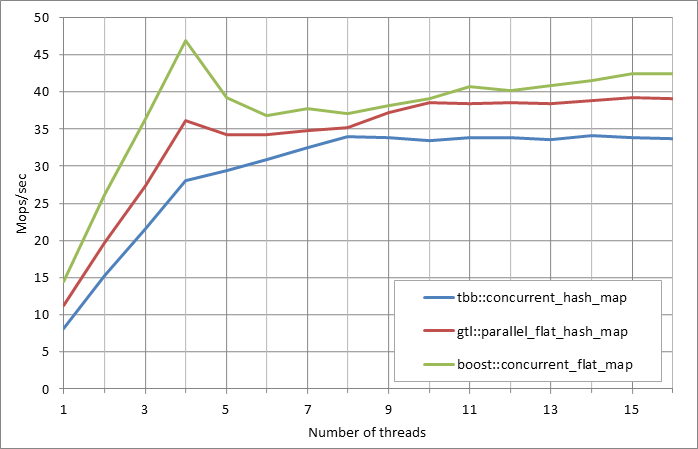 50
45
40
35
30
25
20
15
10
5
0
Mops/sec
tbb::concurrent_hash_map
gtl::parallel_flat_hash_map
boost::concurrent_flat_map
1 3 5 7 9 11 13 15
Number of threads